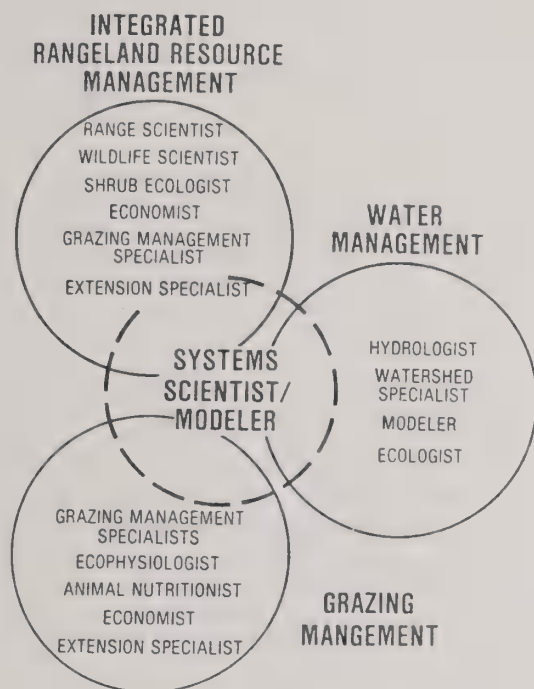 INTEGRATED
RANGELAND RESOURCE
MANAGEMENT
RANGE SCIENTIST
WILDLIFE SCIENTIST
SHRUB ECOLOGIST
ECONOMIST
GRAZING MANAGEMENT
SPECIALIST
EXTENSION SPECIALIST
WATER
MANAGEMENT
HYDROLOGIST
WATERSHED
SPECIALIST
MODELER
ECOLOGIST
SYSTEMS
SCIENTIST/
MODELER
GRAZING MANAGEMENT
SPECIALISTS
ECOPHYSIOLOGIST
ANIMAL NUTRITIONIST
ECONOMIST
EXTENSION SPECIALIST
GRAZING
MANGEMENT